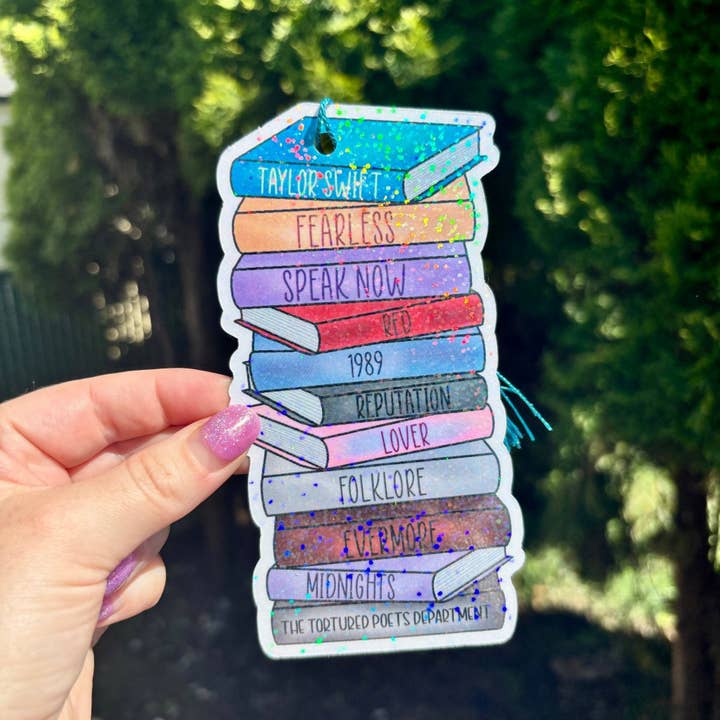 TAYLOR SWIFT
FEARLESS
SPEAK NOW
RED
1989
REPUTATION
LOVER
FOLKLORE
EVERMORE
MIDNIGHTS
THE TORTURED POETS DEPARTMENT